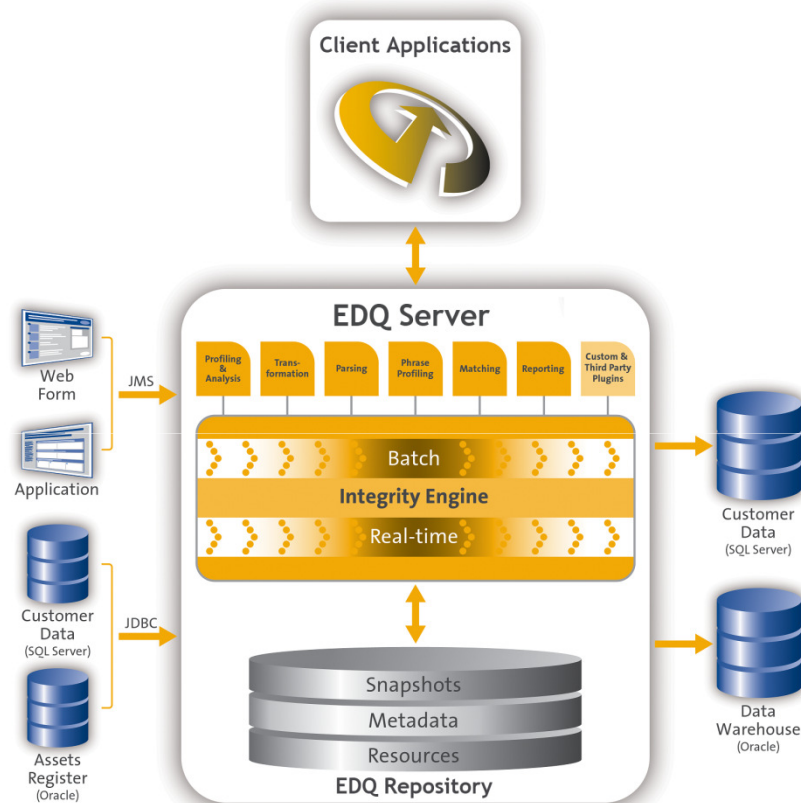 Client Applications
EDQ Server
Profiling
&
Analysis
Trans-
formation
Parsing
Phrase
Profiling
Matching
Reporting
Custom &
Third Party
Plugins
Web
Form
JMS
Application
Batch
Integrity Engine
Real-time
Customer
Data
(SQL Server)
Customer
Data
(SQL Server)
JDBC
Assets
Register
(Oracle)
Snapshots
Metadata
Resources
EDQ Repository
Data
Warehouse
(Oracle)